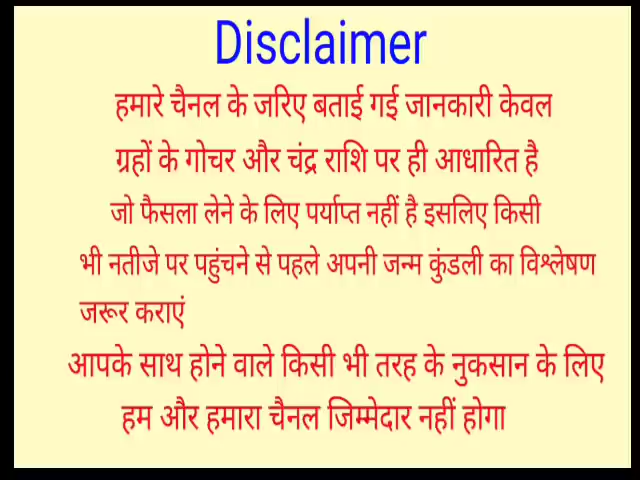 Disclaimer
हमारे चैनल के जरिए बताई गई जानकारी केवल
ग्रहों के गोचर और चंद्र राशि पर ही आधारित है
जो फैसला लेने के लिए पर्याप्त नहीं है इसलिए किसी
भी नतीजे पर पहुंचने से पहले अपनी जन्म कुंडली का विश्लेषण
जरूर कराएं
आपके साथ होने वाले किसी भी तरह के नुकसान के लिए
हम और हमारा चैनल जिम्मेदार नहीं होगा